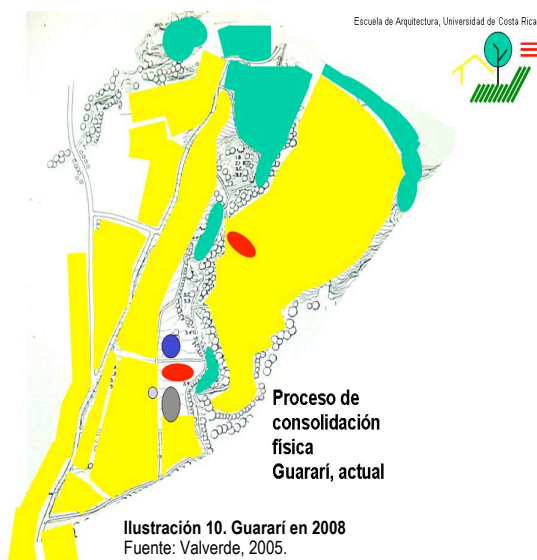 Escuela de Arquitectura, Universidad de Costa Rica
Proceso de
consolidación
física
Guararí, actual
Ilustración 10. Guararí en 2008
Fuente: Valverde, 2005.